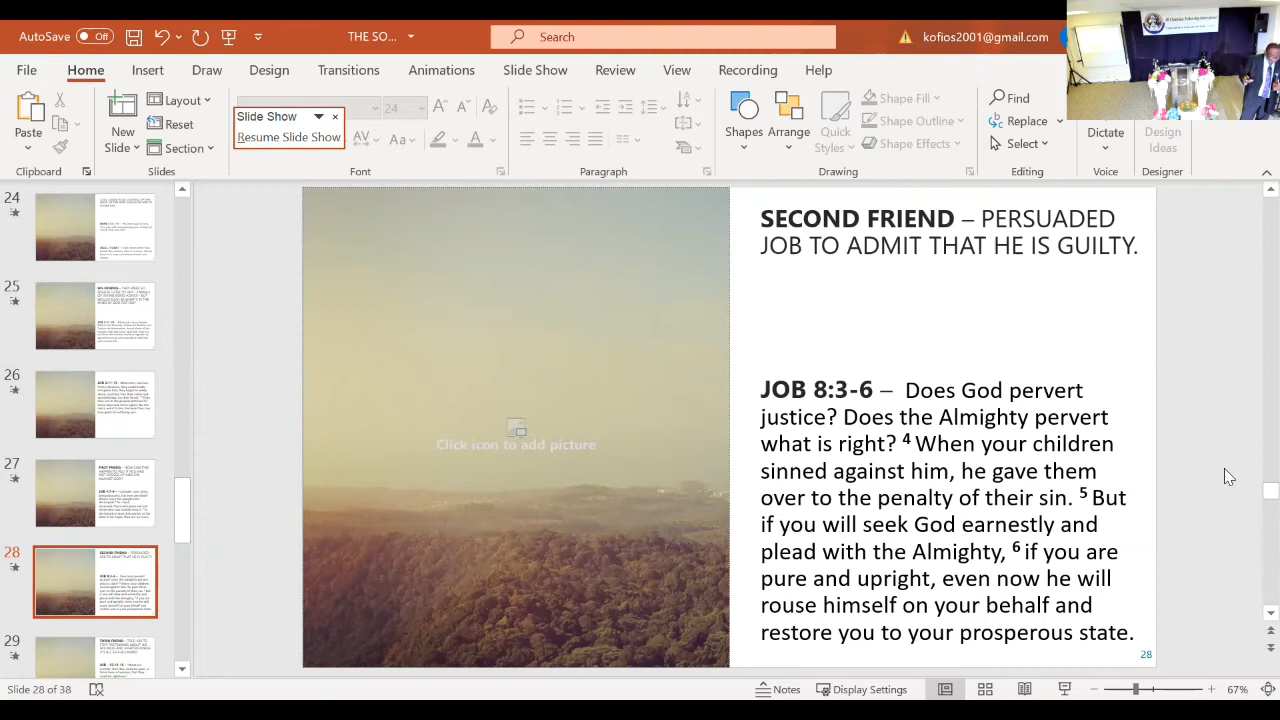 AutoSave Off THE SO... Search kofios2001@gmail.com
File Home Insert Draw Design Transitions Animations Slide Show Review View Recording Help
Paste
New
Slide
Layout
Reset
Section
Slide Show
Resume Slide Show
24
Aa
Shapes
Arrange
Quick
Styles
Shape Fill
Shape Outline
Shape Effects
Find
Replace
Select
Dictate
Design
Ideas
Clipboard Slides Font Paragraph Drawing Editing Voice Designer
24
25
26
27
28
29
SECOND FRIEND – PERSUADED
JOB TO ADMIT THAT HE IS GUILTY.
Click icon to add picture
JOB 8:3-6 – Does God pervert
justice? Does the Almighty pervert
what is right? ⁴ When your children
sinned against him, he gave them
over to the penalty of their sin. ⁵ But
if you will seek God earnestly and
plead with the Almighty, ⁶ if you are
pure and upright, even now he will
rouse himself on your behalf and
restore you to your prosperous state.
28
Slide 28 of 38 Notes Display Settings 67%